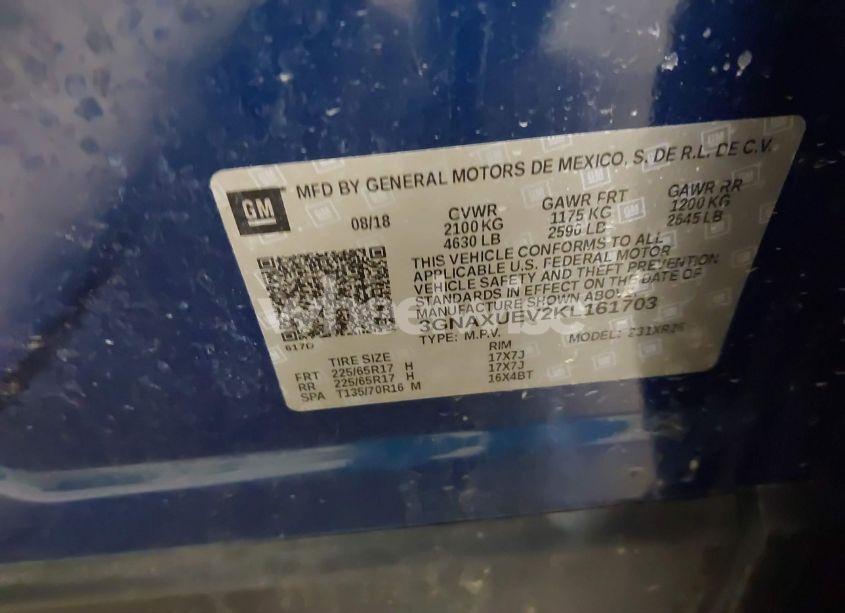 GM
MFD BY GENERAL MOTORS DE MEXICO, S. DE R.L. DE C.V.
08/18 GVWR GAWR FRT GAWR RR
2100 KG 1175 KG 1200 KG
4630 LB 2590 LB 2645 LB
THIS VEHICLE CONFORMS TO ALL
APPLICABLE U.S. FEDERAL MOTOR
VEHICLE SAFETY AND THEFT PREVENTION
STANDARDS IN EFFECT ON THE DATE OF
MANUFACTURE SHOWN ABOVE.
3GNAXUEV2KL161703
TYPE: M.P.V. MODEL:
6170
TIRE SIZE RIM
FRT 225/65R17 H 17X7J
RR 225/65R17 H 17X7J
SPA T135/70R16 M 16X4BT